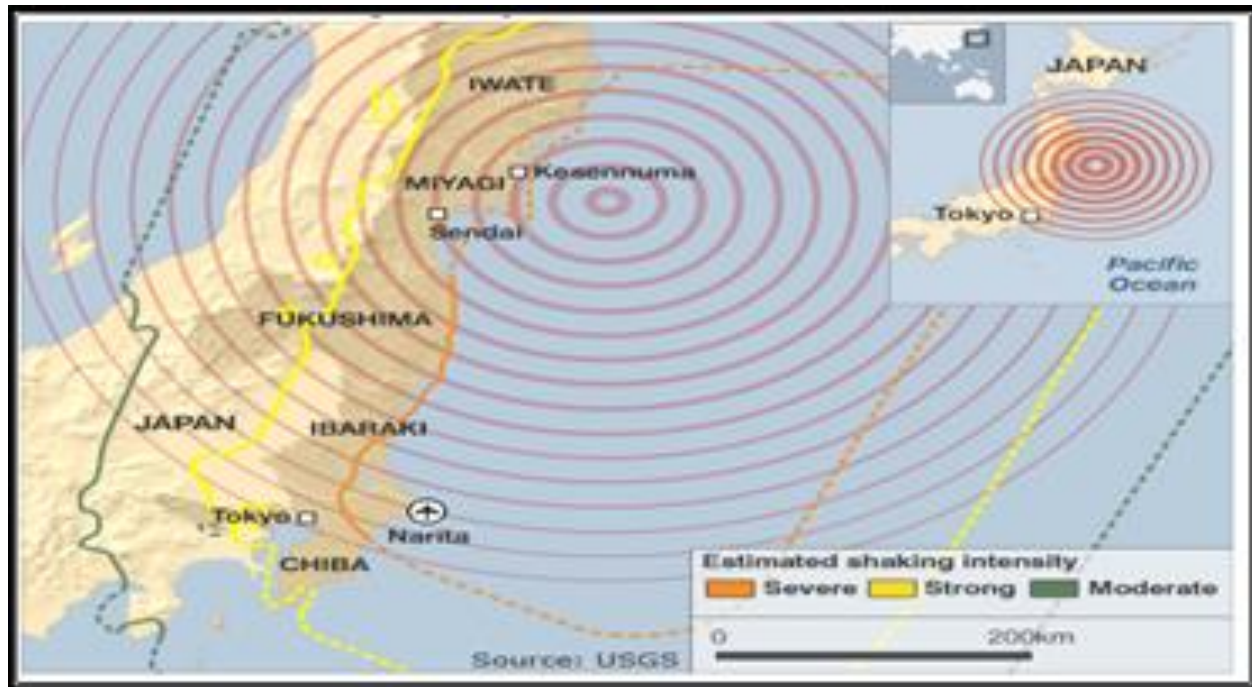 IWATE
MIYAGI
Kesennuma
Sendai
FUKUSHIMA
JAPAN
IBARAKI
Tokyo
Narita
CHIBA
JAPAN
Tokyo
Pacific
Ocean
Estimated shaking intensity
Severe Strong Moderate
0 200km
Source: USGS